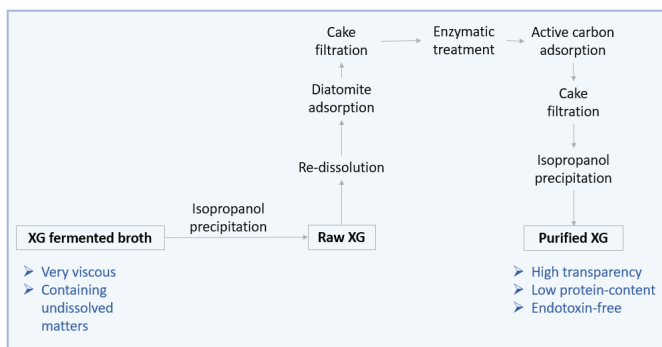 Cake
filtration
Enzymatic
treatment
Active carbon
adsorption
Diatomite
adsorption
Cake
filtration
Re-dissolution
Isopropanol
precipitation
Isopropanol
precipitation
XG fermented broth
Raw XG
Purified XG
➢ Very viscous
➢ Containing
undissolved
matters
➢ High transparency
➢ Low protein-content
➢ Endotoxin-free